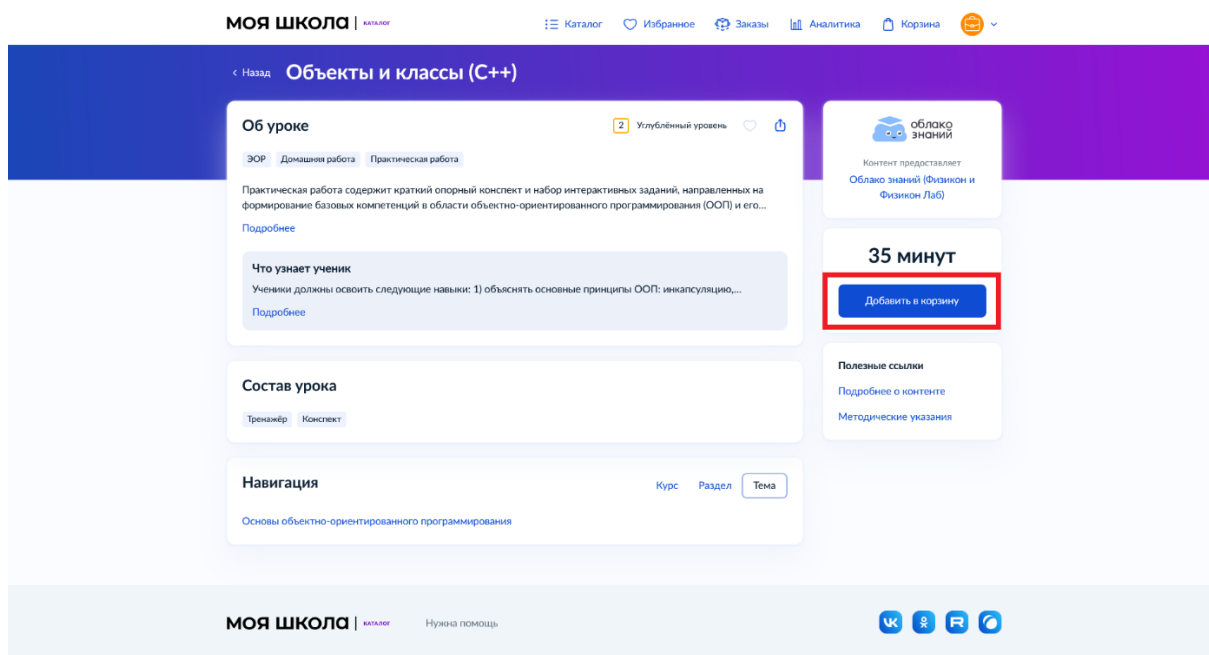 МОЯ ШКОЛА | КАТАЛОГ
Каталог
Избранное
Заказы
Аналитика
Корзина
< Назад Объекты и классы (C++)
Об уроке
2 Углублённый уровень
ЭОР Домашняя работа Практическая работа
Практическая работа содержит краткий опорный конспект и набор интерактивных заданий, направленных на
формирование базовых компетенций в области объектно-ориентированного программирования (ООП) и его...
Подробнее
Что узнает ученик
Ученики должны освоить следующие навыки: 1) объяснять основные принципы ООП: инкапсуляцию,...
Подробнее
Состав урока
Тренажёр Конспект
Навигация
Курс Раздел Тема
Основы объектно-ориентированного программирования
облако
знаний
Контент предоставляет
Облако знаний (Физикон и
Физикон Лаб)
35 минут
Добавить в корзину
Полезные ссылки
Подробнее о контенте
Методические указания
МОЯ ШКОЛА | КАТАЛОГ
Нужна помощь